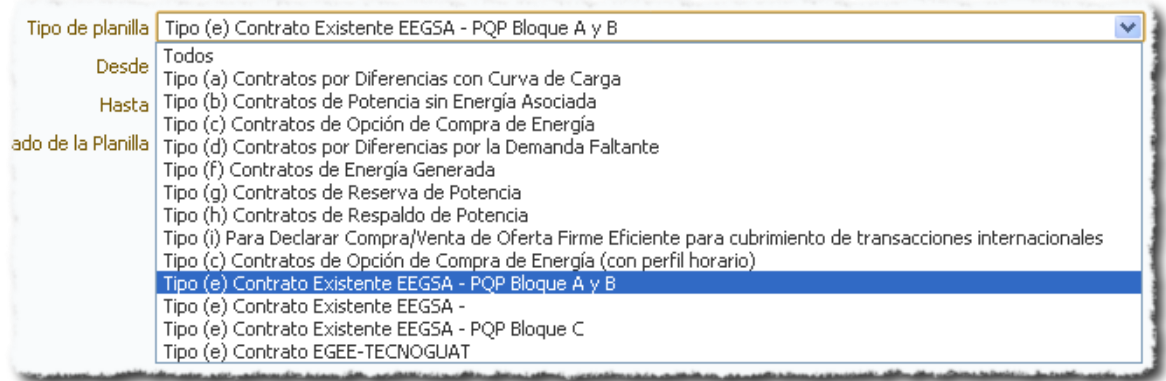 Tipo de planilla Tipo (e) Contrato Existente EEGSA - PQP Bloque A y B
Desde
Hasta
ado de la Planilla
Todos
Tipo (a) Contratos por Diferencias con Curva de Carga
Tipo (b) Contratos de Potencia sin Energía Asociada
Tipo (c) Contratos de Opción de Compra de Energía
Tipo (d) Contratos por Diferencias por la Demanda Faltante
Tipo (f) Contratos de Energía Generada
Tipo (g) Contratos de Reserva de Potencia
Tipo (h) Contratos de Respaldo de Potencia
Tipo (i) Para Declarar Compra/Venta de Oferta Firme Eficiente para cubrimiento de transacciones internacionales
Tipo (c) Contratos de Opción de Compra de Energía (con perfil horario)
Tipo (e) Contrato Existente EEGSA - PQP Bloque A y B
Tipo (e) Contrato Existente EEGSA -
Tipo (e) Contrato Existente EEGSA - PQP Bloque C
Tipo (e) Contrato EGEE-TECNOGUAT